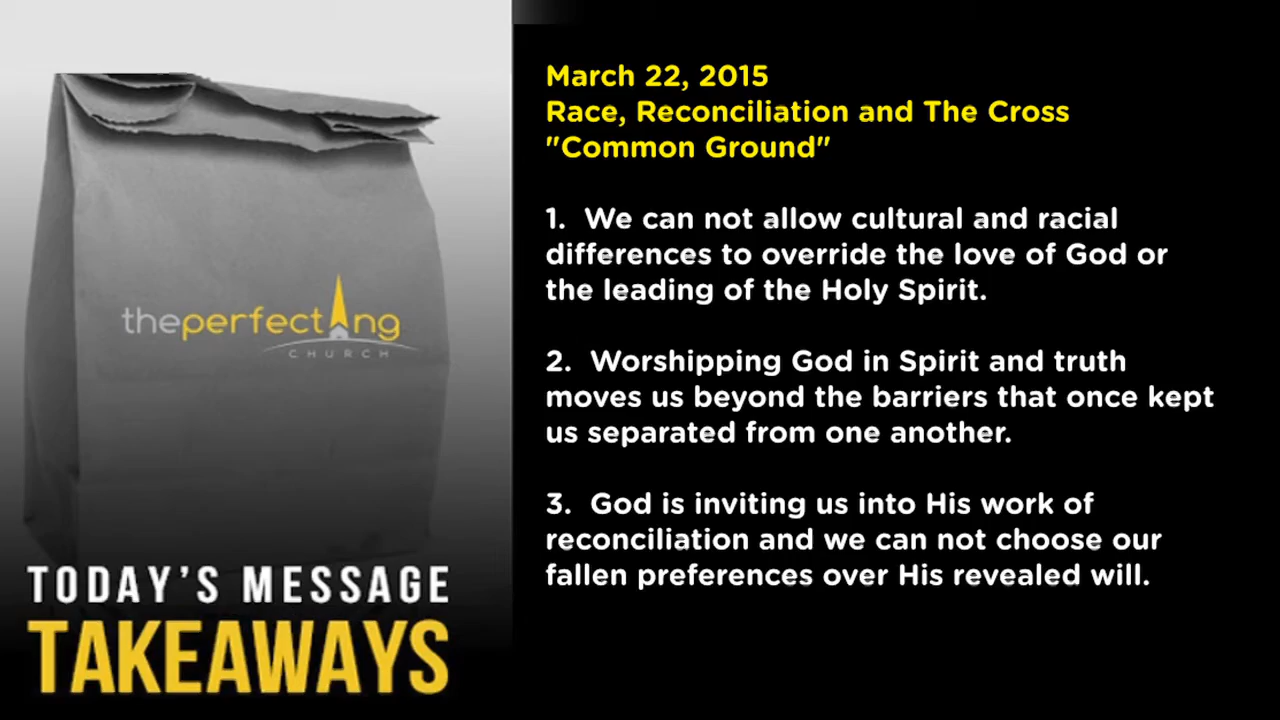 theperfecting
CHURCH
TODAY'S MESSAGE
TAKEAWAYS
March 22, 2015
Race, Reconciliation and The Cross
"Common Ground"
1. We can not allow cultural and racial
differences to override the love of God or
the leading of the Holy Spirit.
2. Worshipping God in Spirit and truth
moves us beyond the barriers that once kept
us separated from one another.
3. God is inviting us into His work of
reconciliation and we can not choose our
fallen preferences over His revealed will.